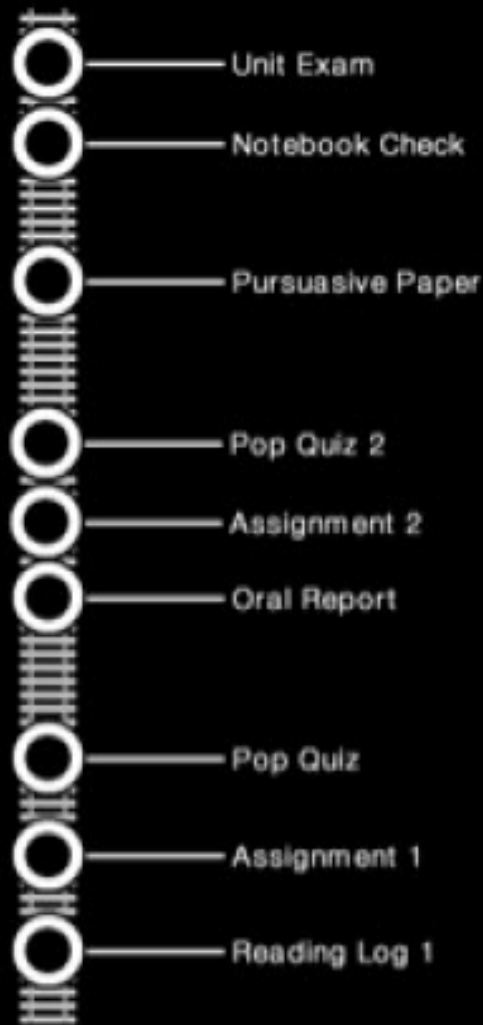 Unit Exam
Notebook Check
Pursuasive Paper
Pop Quiz 2
Assignment 2
Oral Report
Pop Quiz
Assignment 1
Reading Log 1